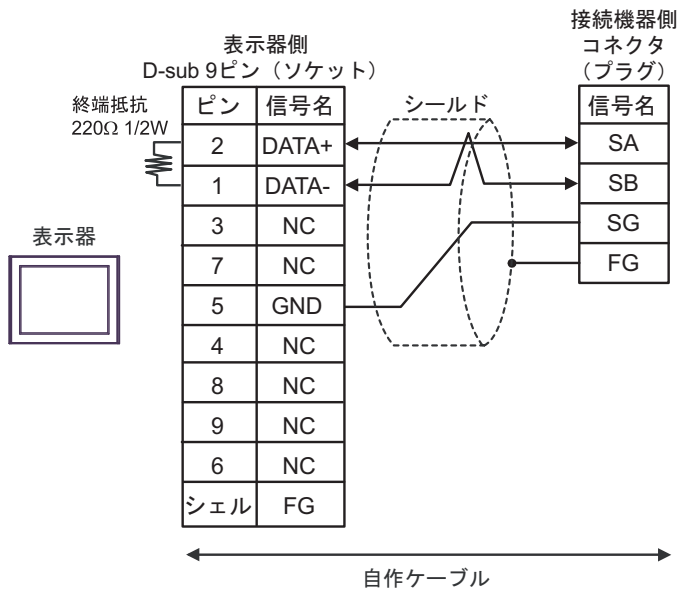 接続機器側
コネクタ
（プラグ）
表示器側
D-sub 9ピン（ソケット）
終端抵抗
220Ω 1/2W
シールド
ピン 信号名
2 DATA+
1 DATA-
3 NC
7 NC
5 GND
4 NC
8 NC
9 NC
6 NC
シェル FG
信号名
SA
SB
SG
FG
表示器
自作ケーブル